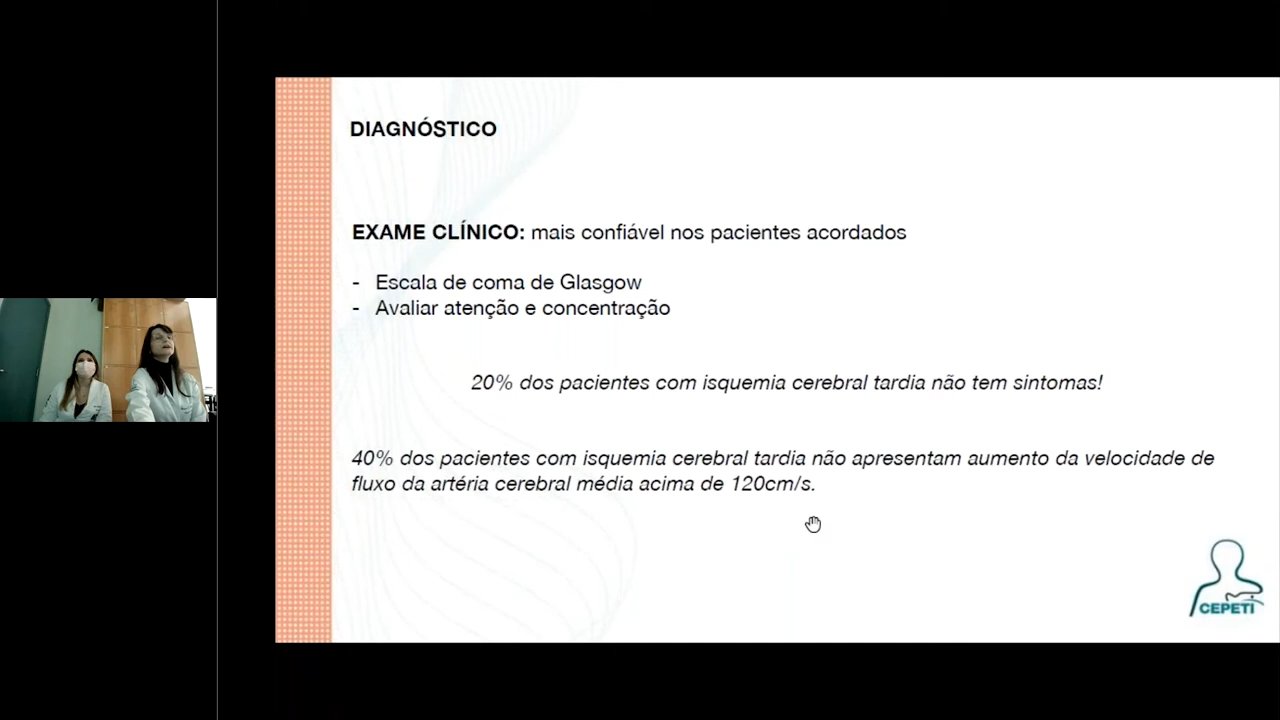 DIAGNÓSTICO
EXAME CLÍNICO: mais confiável nos pacientes acordados
- Escala de coma de Glasgow
- Avaliar atenção e concentração
20% dos pacientes com isquemia cerebral tardia não tem sintomas!
40% dos pacientes com isquemia cerebral tardia não apresentam aumento da velocidade de
fluxo da artéria cerebral média acima de 120cm/s.
CEPETI